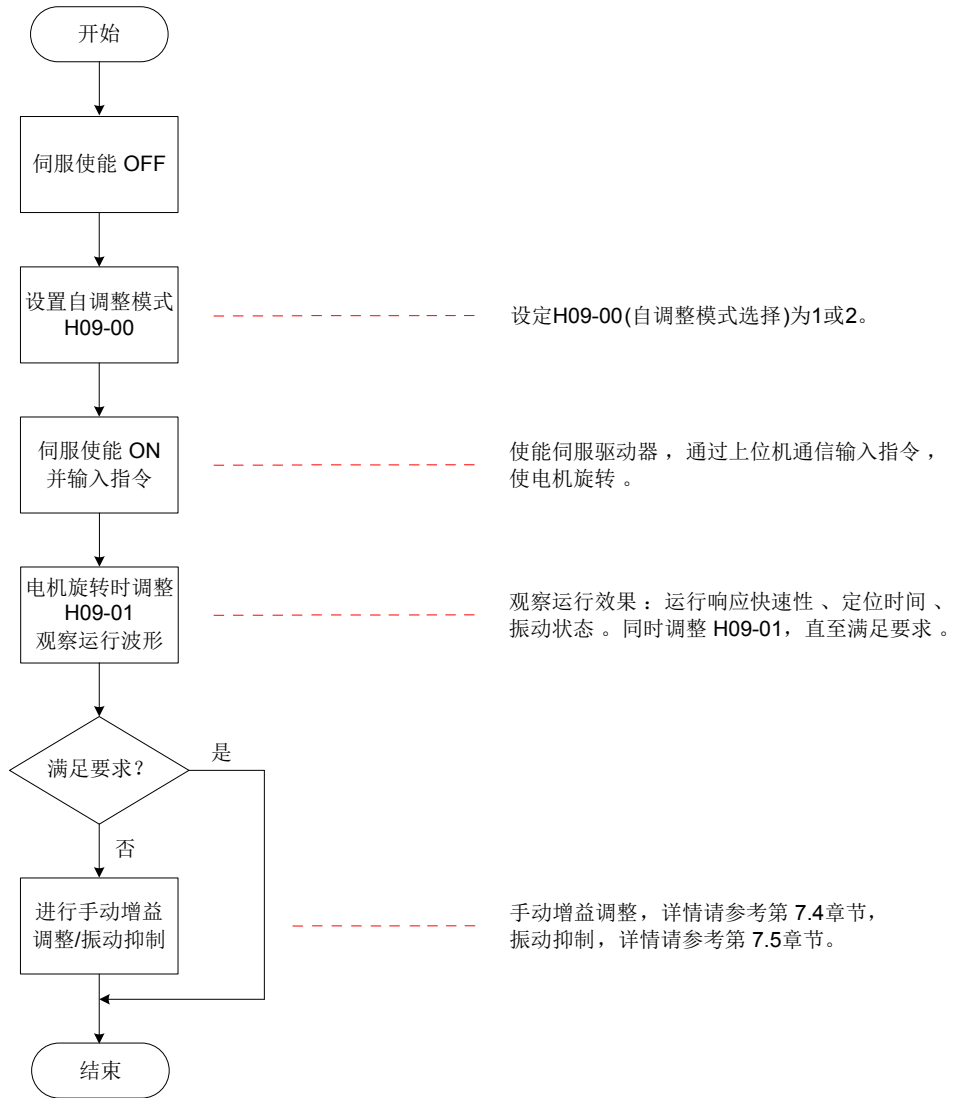 开始
伺服使能 OFF
设置自调整模式
H09-00
设定H09-00(自调整模式选择)为1或2。
伺服使能 ON
并输入指令
使能伺服驱动器，通过上位机通信输入指令，
使电机旋转。
电机旋转时调整
H09-01
观察运行波形
观察运行效果：运行响应快速性、定位时间、
振动状态。同时调整 H09-01，直至满足要求。
满足要求?
是
否
进行手动增益
调整/振动抑制
手动增益调整，详情请参考第 7.4章节，
振动抑制，详情请参考第 7.5章节。
结束